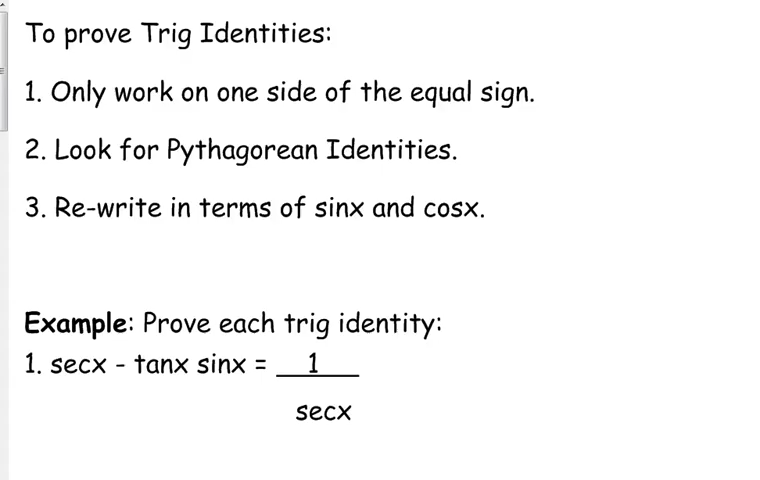 To prove Trig Identities:
1. Only work on one side of the equal sign.
2. Look for Pythagorean Identities.
3. Re-write in terms of sinx and cosx.
Example: Prove each trig identity:
1. secx - tanx sinx = 1
secx